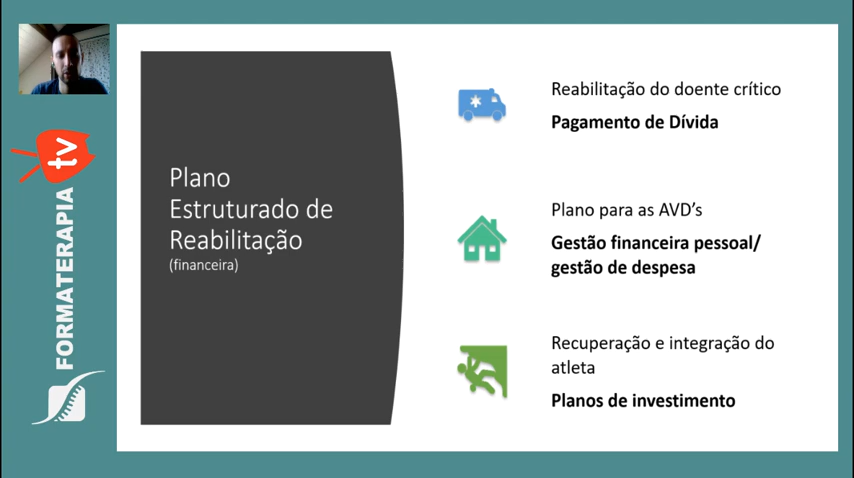 tv
FORMATERAPIA
Plano
Estruturado de
Reabilitação
(financeira)
Reabilitação do doente crítico
Pagamento de Dívida
Plano para as AVD’s
Gestão financeira pessoal/
gestão de despesa
Recuperação e integração do
atleta
Planos de investimento